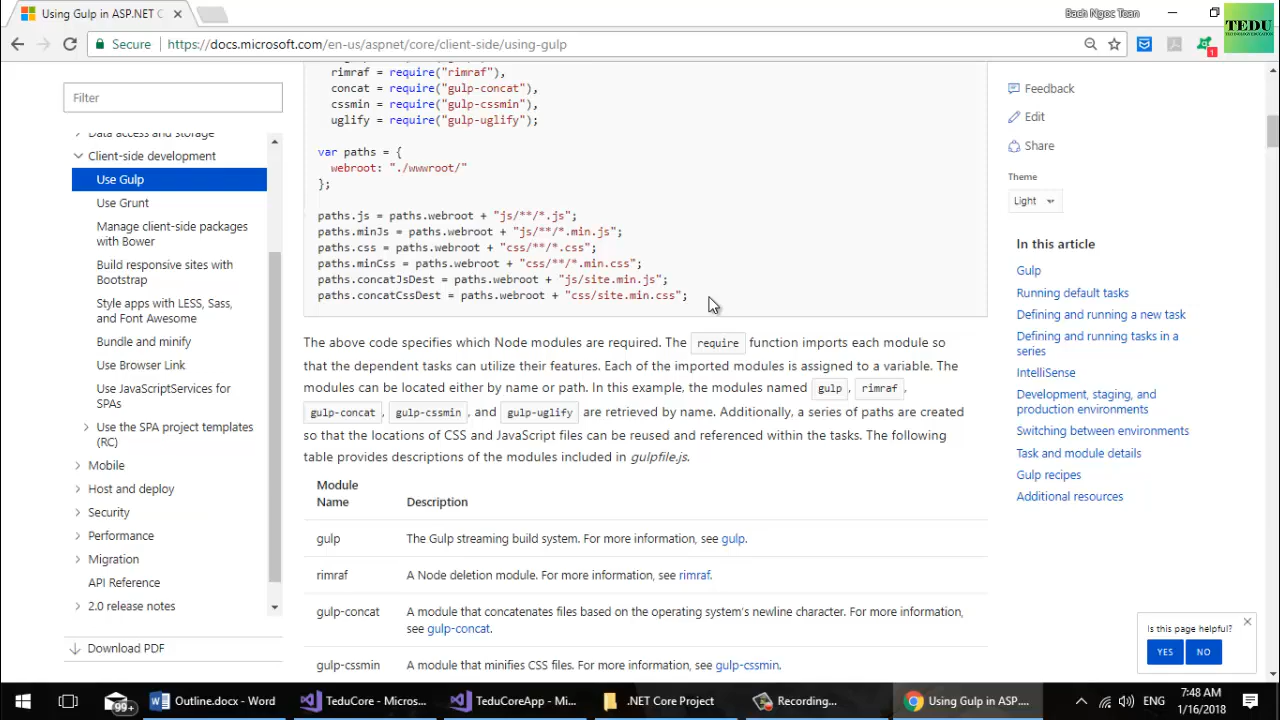 Using Gulp in ASP.NET C
Bach Ngoc Toan
TEDU
Secure
https://docs.microsoft.com/en-us/aspnet/core/client-side/using-gulp
1
Filter
Data access and storage
Client-side development
Use Gulp
Use Grunt
Manage client-side packages
with Bower
Build responsive sites with
Bootstrap
Style apps with LESS, Sass,
and Font Awesome
Bundle and minify
Use Browser Link
Use JavaScriptServices for
SPAs
Use the SPA project templates
(RC)
Mobile
Host and deploy
Security
Performance
Migration
API Reference
2.0 release notes
Download PDF
rimraf = require("rimraf"),
concat = require("gulp-concat"),
cssmin = require("gulp-cssmin"),
uglify = require("gulp-uglify");
var paths = {
webroot: "./wwwroot/"
};
paths.js = paths.webroot + "js/**/*.js";
paths.minJs = paths.webroot + "js/**/*.min.js";
paths.css = paths.webroot + "css/**/*.css";
paths.minCss = paths.webroot + "css/**/*.min.css";
paths.concatJsDest = paths.webroot + "js/site.min.js";
paths.concatCssDest = paths.webroot + "css/site.min.css";
The above code specifies which Node modules are required. The require function imports each module so
that the dependent tasks can utilize their features. Each of the imported modules is assigned to a variable. The
modules can be located either by name or path. In this example, the modules named gulp, rimraf,
gulp-concat, gulp-cssmin, and gulp-uglify are retrieved by name. Additionally, a series of paths are created
so that the locations of CSS and JavaScript files can be reused and referenced within the tasks. The following
table provides descriptions of the modules included in gulpfile.js.
Module
Name Description
gulp The Gulp streaming build system. For more information, see gulp.
rimraf A Node deletion module. For more information, see rimraf.
gulp-concat A module that concatenates files based on the operating system's newline character. For more information,
see gulp-concat.
gulp-cssmin A module that minifies CSS files. For more information, see gulp-cssmin.
Feedback
Edit
Share
Theme
Light
In this article
Gulp
Running default tasks
Defining and running a new task
Defining and running tasks in a
series
IntelliSense
Development, staging, and
production environments
Switching between environments
Task and module details
Gulp recipes
Additional resources
Is this page helpful?
YES NO
99+
Outline.docx - Word
TeduCore - Micros...
TeduCoreApp - Mi...
.NET Core Project
Recording...
Using Gulp in ASP....
ENG
7:48 AM
1/16/2018